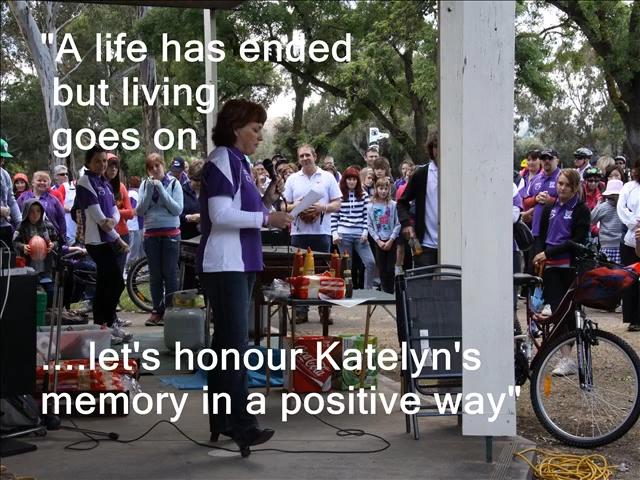 "A life has ended
but living
goes on
....let's honour Katelyn's
memory in a positive way"